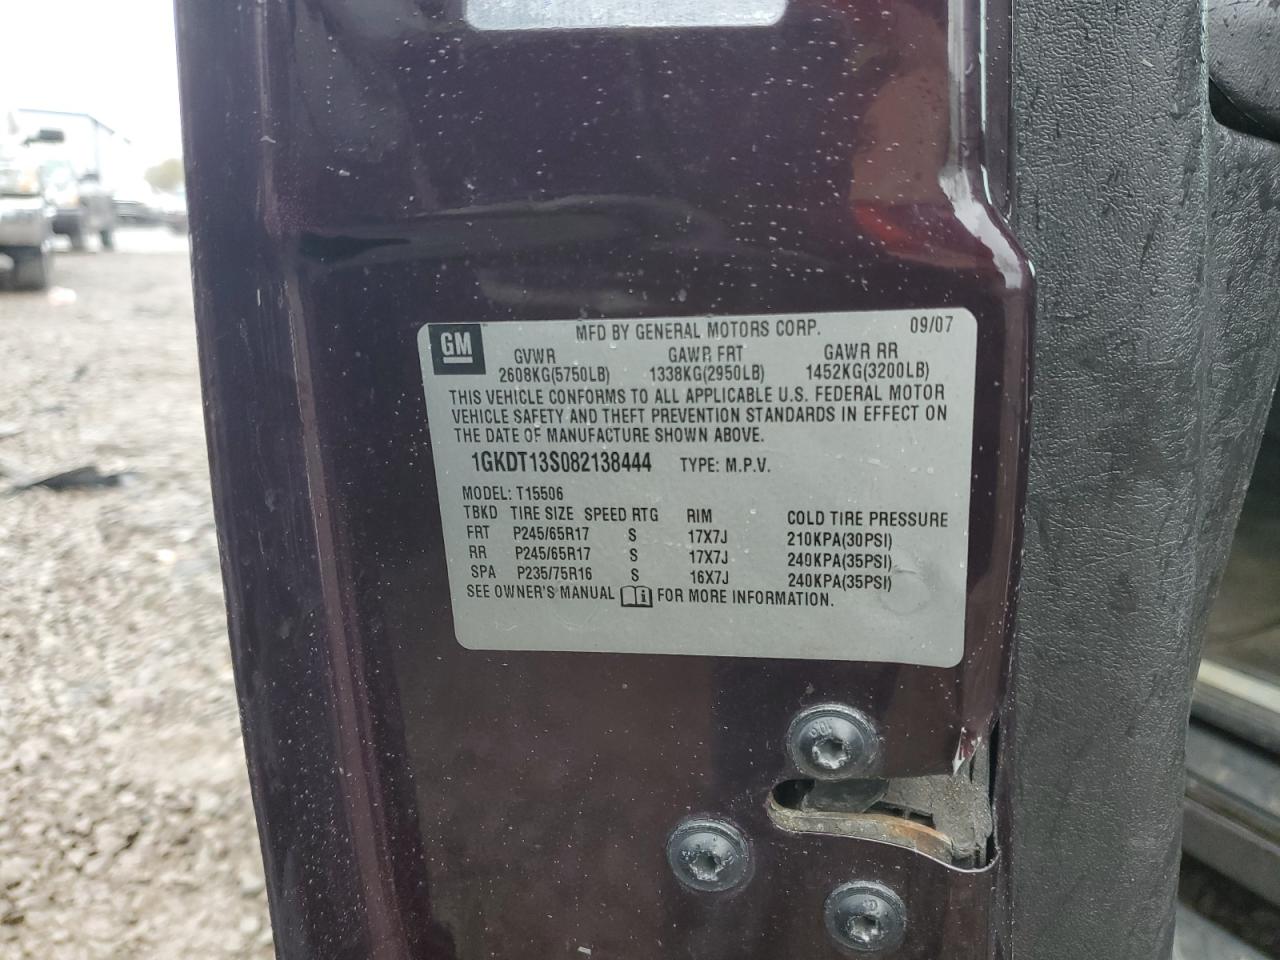 GM
MFD BY GENERAL MOTORS CORP. 09/07
GVWR GAWR FRT GAWR RR
2608KG(5750LB) 1338KG(2950LB) 1452KG(3200LB)
THIS VEHICLE CONFORMS TO ALL APPLICABLE U.S. FEDERAL MOTOR
VEHICLE SAFETY AND THEFT PREVENTION STANDARDS IN EFFECT ON
THE DATE OF MANUFACTURE SHOWN ABOVE.
1GKDT13S082138444 TYPE: M.P.V.
MODEL: T15506
TBKD TIRE SIZE SPEED RTG RIM COLD TIRE PRESSURE
FRT P245/65R17 S 17X7J 210KPA(30PSI)
RR P245/65R17 S 17X7J 240KPA(35PSI)
SPA P235/75R16 S 16X7J 240KPA(35PSI)
SEE OWNER'S MANUAL FOR MORE INFORMATION.